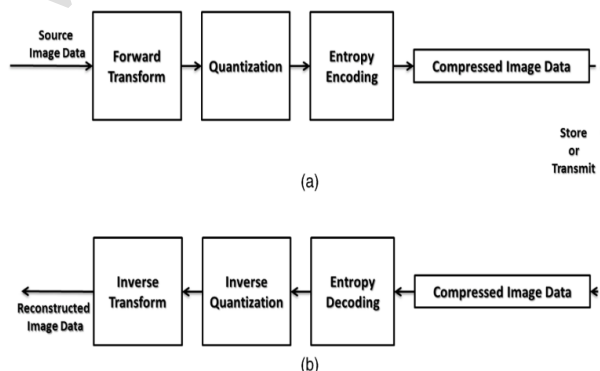 Source
Image Data
Forward
Transform
Quantization
Entropy
Encoding
Compressed Image Data
Store
or
Transmit
(a)
Inverse
Transform
Inverse
Quantization
Entropy
Decoding
Compressed Image Data
Reconstructed
Image Data
(b)